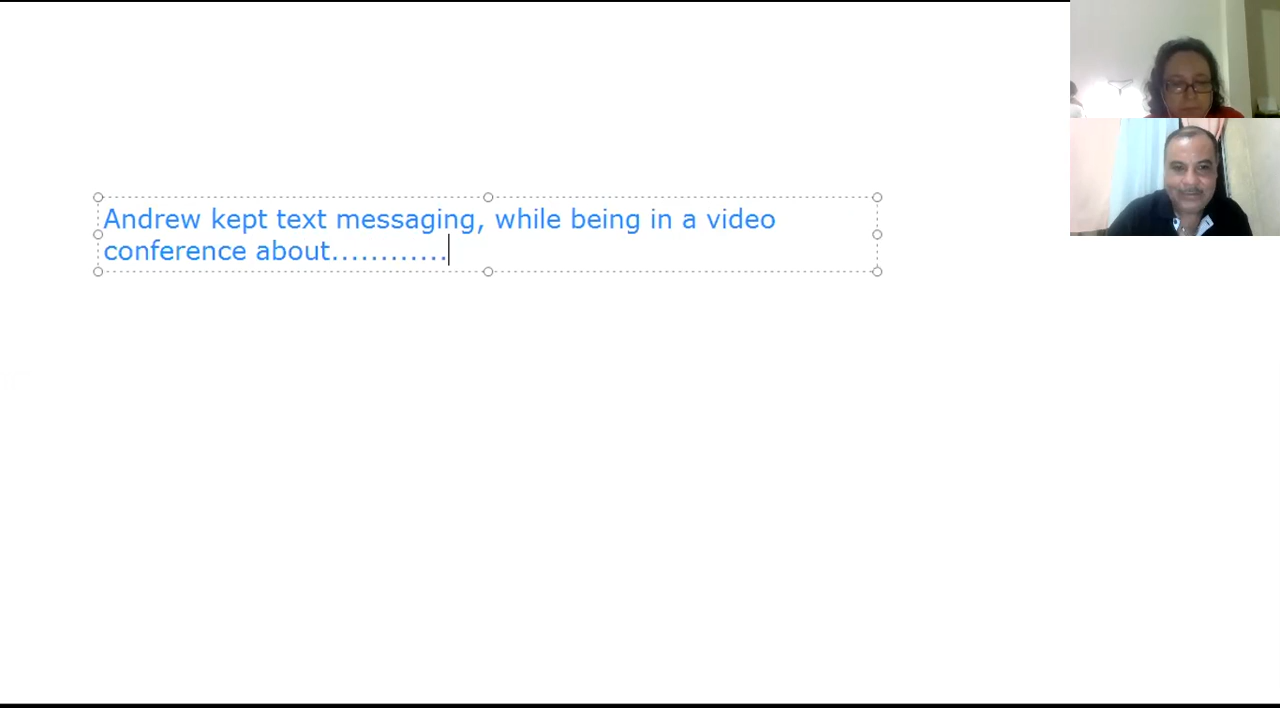 Andrew kept text messaging, while being in a video
conference about............